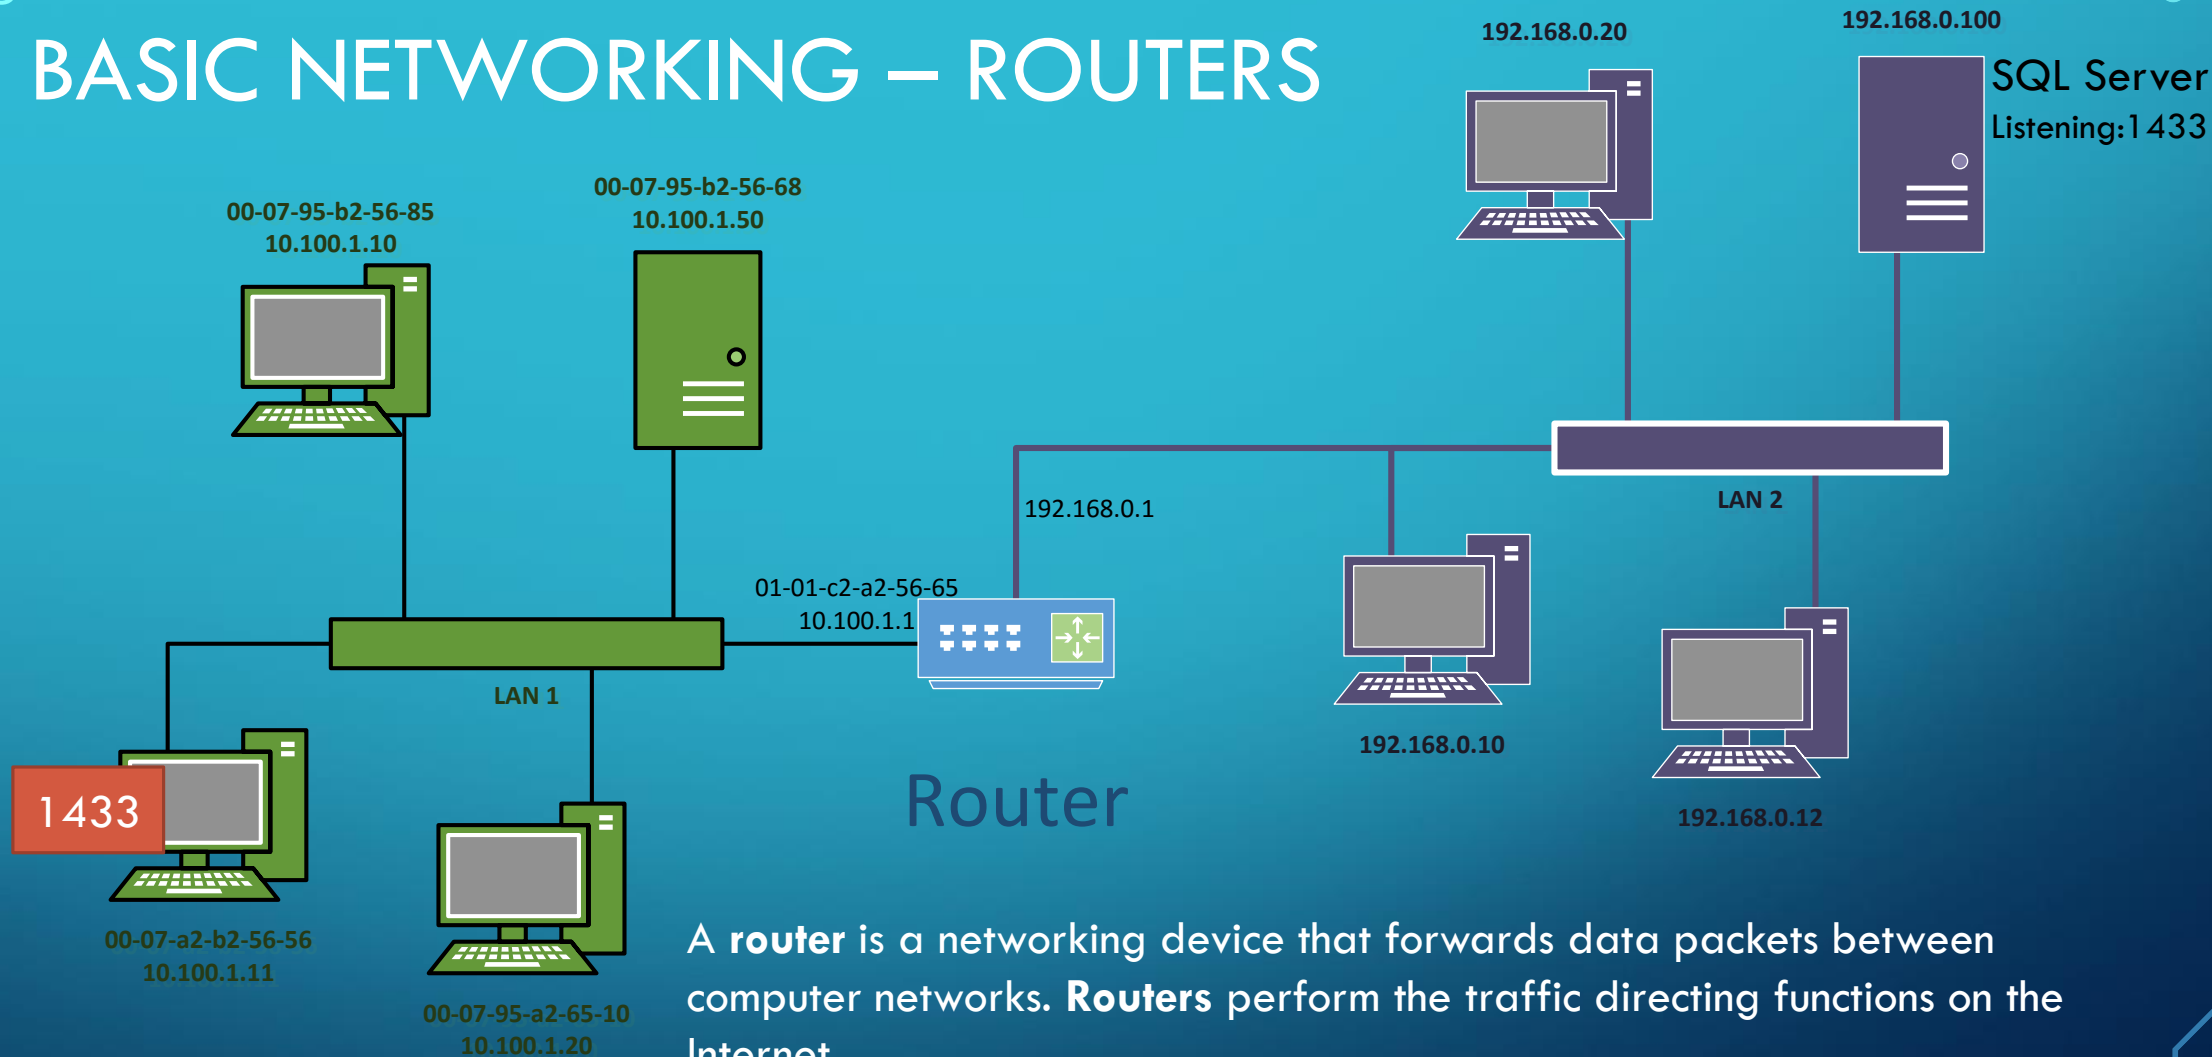 BASIC NETWORKING – ROUTERS
192.168.0.20
192.168.0.100
SQL Server
Listening:1433
00-07-95-b2-56-85
10.100.1.10
00-07-95-b2-56-68
10.100.1.50
192.168.0.1
LAN 2
01-01-c2-a2-56-65
10.100.1.1
LAN 1
192.168.0.10
1433
Router
192.168.0.12
00-07-a2-b2-56-56
10.100.1.11
00-07-95-a2-65-10
10.100.1.20
A router is a networking device that forwards data packets between
computer networks. Routers perform the traffic directing functions on the
Internet